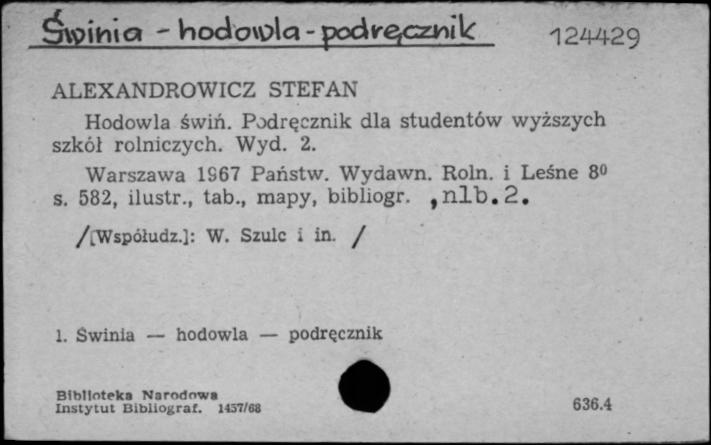 Świnia - hodowla - podręcznik 124429
ALEXANDROWICZ STEFAN
Hodowla świń. Podręcznik dla studentów wyższych
szkół rolniczych. Wyd. 2.
Warszawa 1967 Państw. Wydawn. Roln. i Leśne 8⁰
s. 582, ilustr., tab., mapy, bibliogr. ,nlb.2.
/[Współudz.]: W. Szulc i in. /
1. Świnia — hodowla — podręcznik
Biblioteka Narodowa
Instytut Bibliograf. 1457/68 636.4